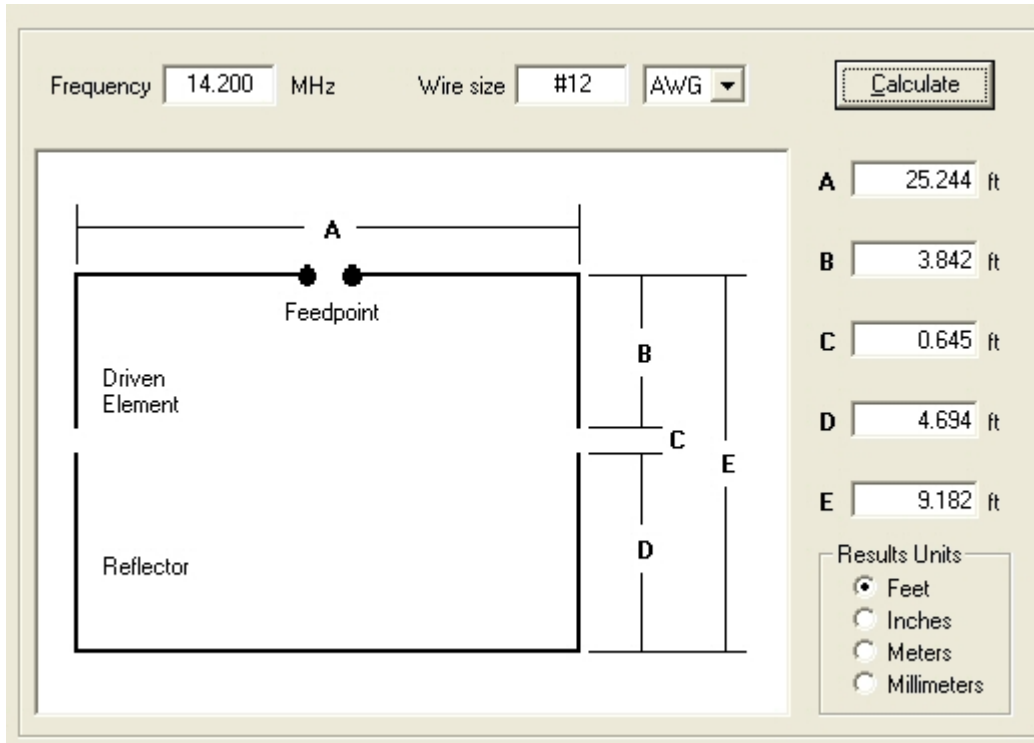 Frequency 14.200 MHz Wire size #12 AWG Calculate
A 25.244 ft
A
Feedpoint
B 3.842 ft
B
C 0.645 ft
Driven
Element
D 4.694 ft
C
E
E 9.182 ft
D
Reflector
Results Units
Feet
Inches
Meters
Millimeters